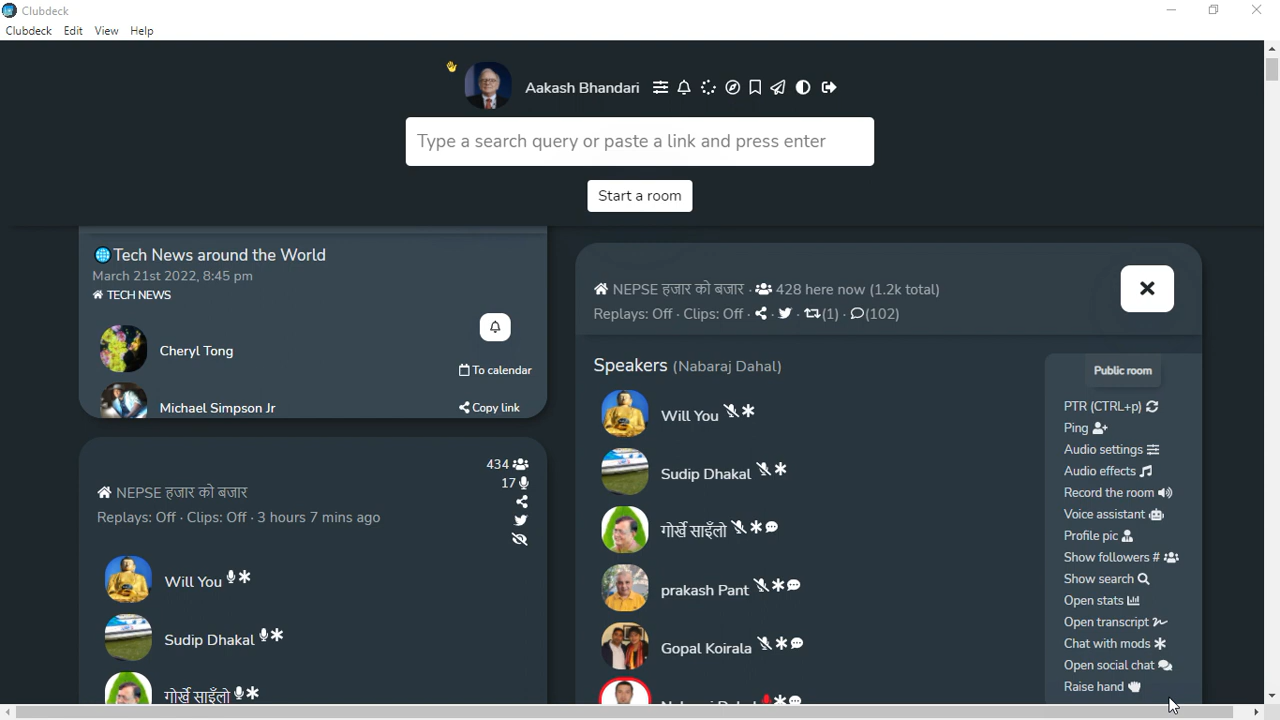 Clubdeck
Clubdeck Edit View Help
Aakash Bhandari
Type a search query or paste a link and press enter
Start a room
Tech News around the World
March 21st 2022, 8:45 pm
TECH NEWS
Cheryl Tong
To calendar
Michael Simpson Jr
Copy link
434
17
NEPSE हजार को बजार
Replays: Off · Clips: Off · 3 hours 7 mins ago
Will You
Sudip Dhakal
गोर्खे साइँलो
NEPSE हजार को बजार · 428 here now (1.2k total)
Replays: Off · Clips: Off · · · (1) · (102)
Speakers (Nabaraj Dahal)
Will You
Sudip Dhakal
गोर्खे साइँलो
prakash Pant
Gopal Koirala
Public room
PTR (CTRL+p)
Ping
Audio settings
Audio effects
Record the room
Voice assistant
Profile pic
Show followers #
Show search
Open stats
Open transcript
Chat with mods
Open social chat
Raise hand